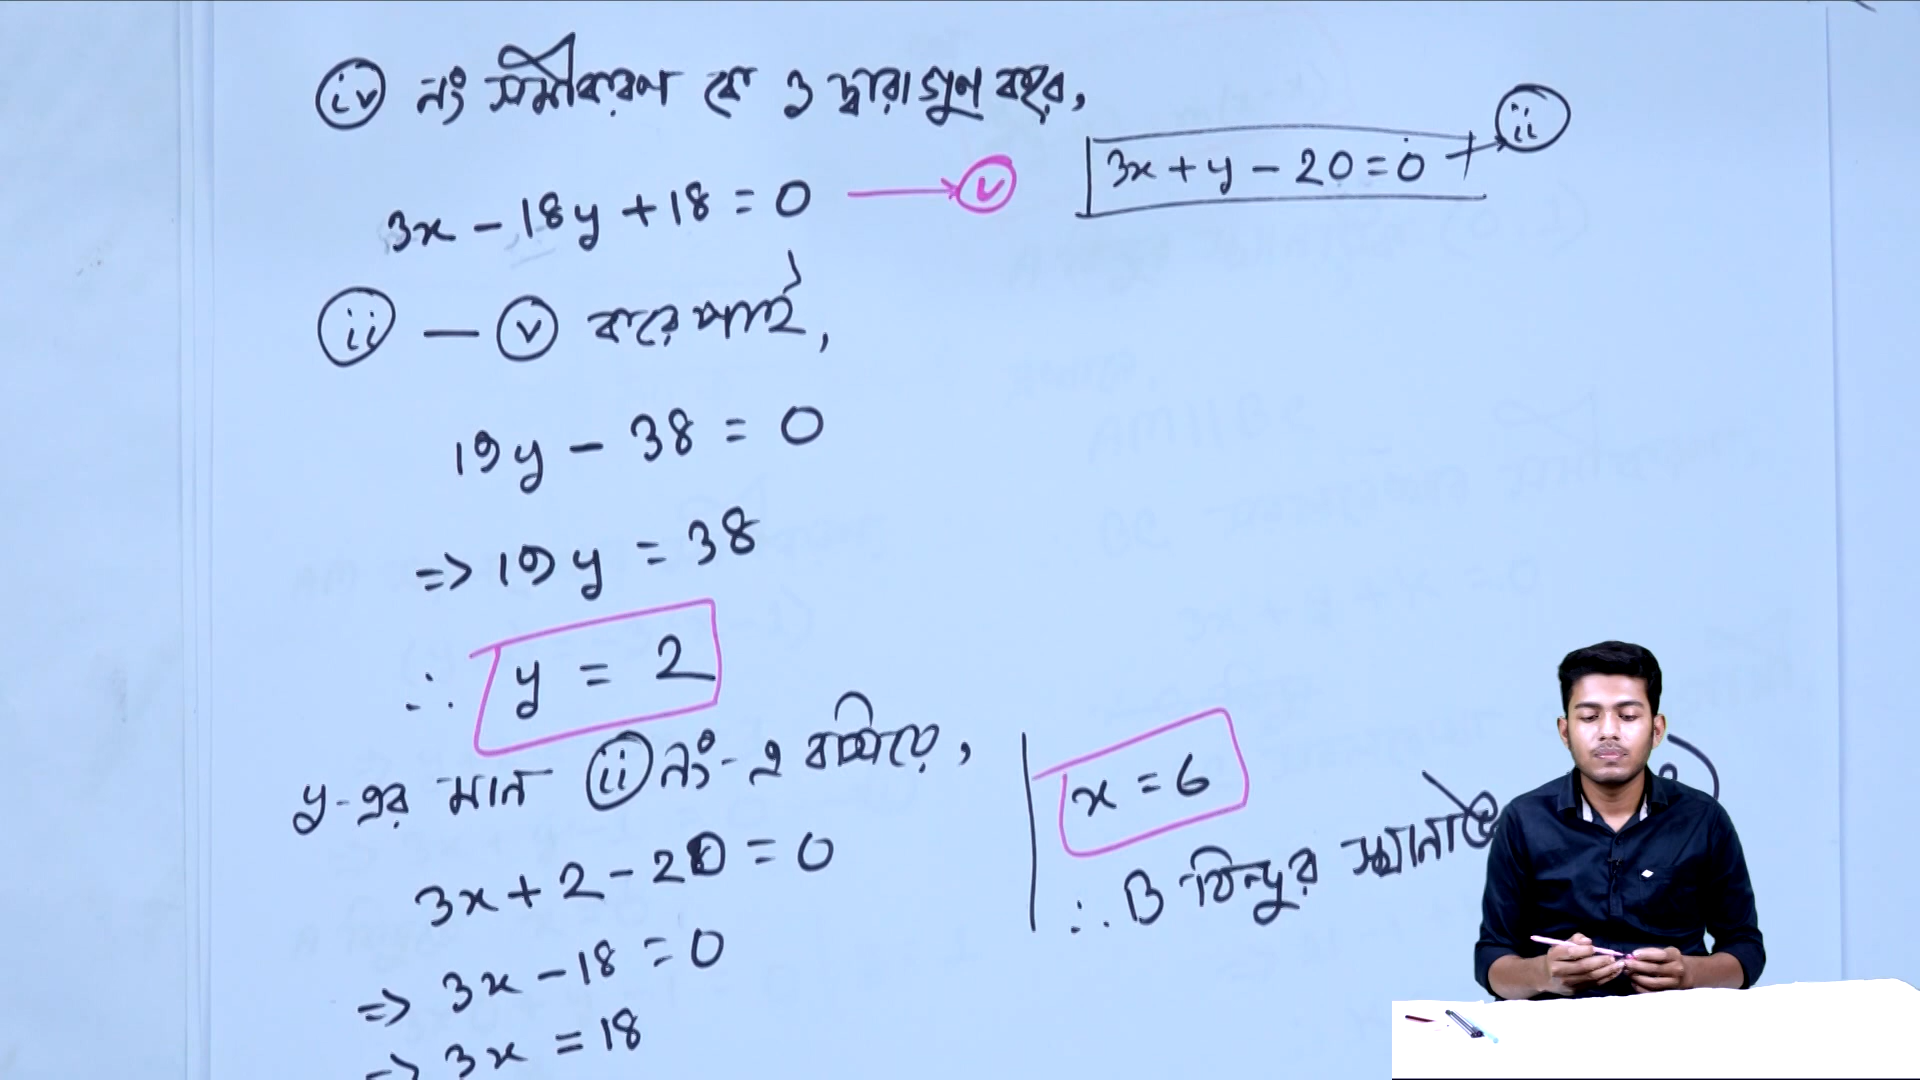 (iv) নং সমীকরণ কে 3 দ্বারা গুণ করে,
3x - 18y + 18 = 0 → (v)
3x + y - 20 = 0 → (ii)
(ii) - (v) করে পাই,
19y - 38 = 0
=> 19y = 38
∴ y = 2
y-এর মান (ii) নং-এ বসিয়ে,
3x + 2 - 20 = 0
=> 3x - 18 = 0
=> 3x = 18
x = 6
∴ B বিন্দুর স্থানাঙ্ক